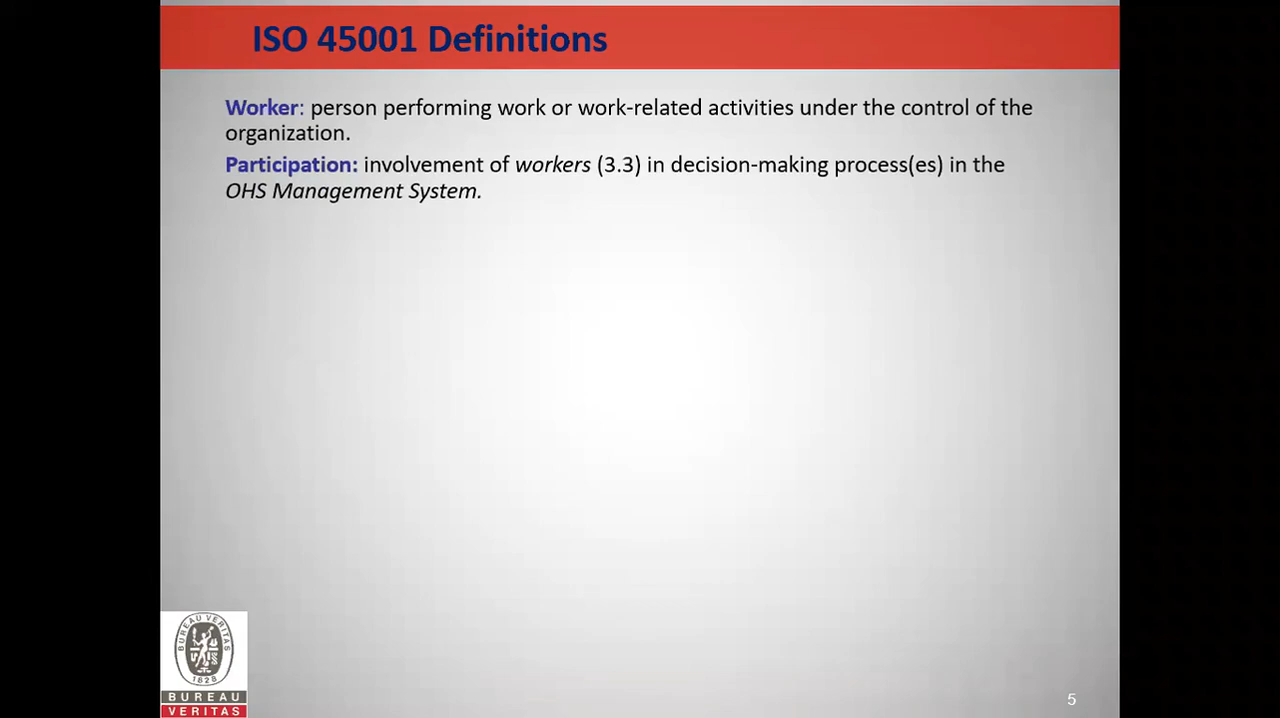 ISO 45001 Definitions
Worker: person performing work or work-related activities under the control of the
organization.
Participation: involvement of workers (3.3) in decision-making process(es) in the
OHS Management System.
BUREAU VERITAS
1828
BUREAU
VERITAS
5